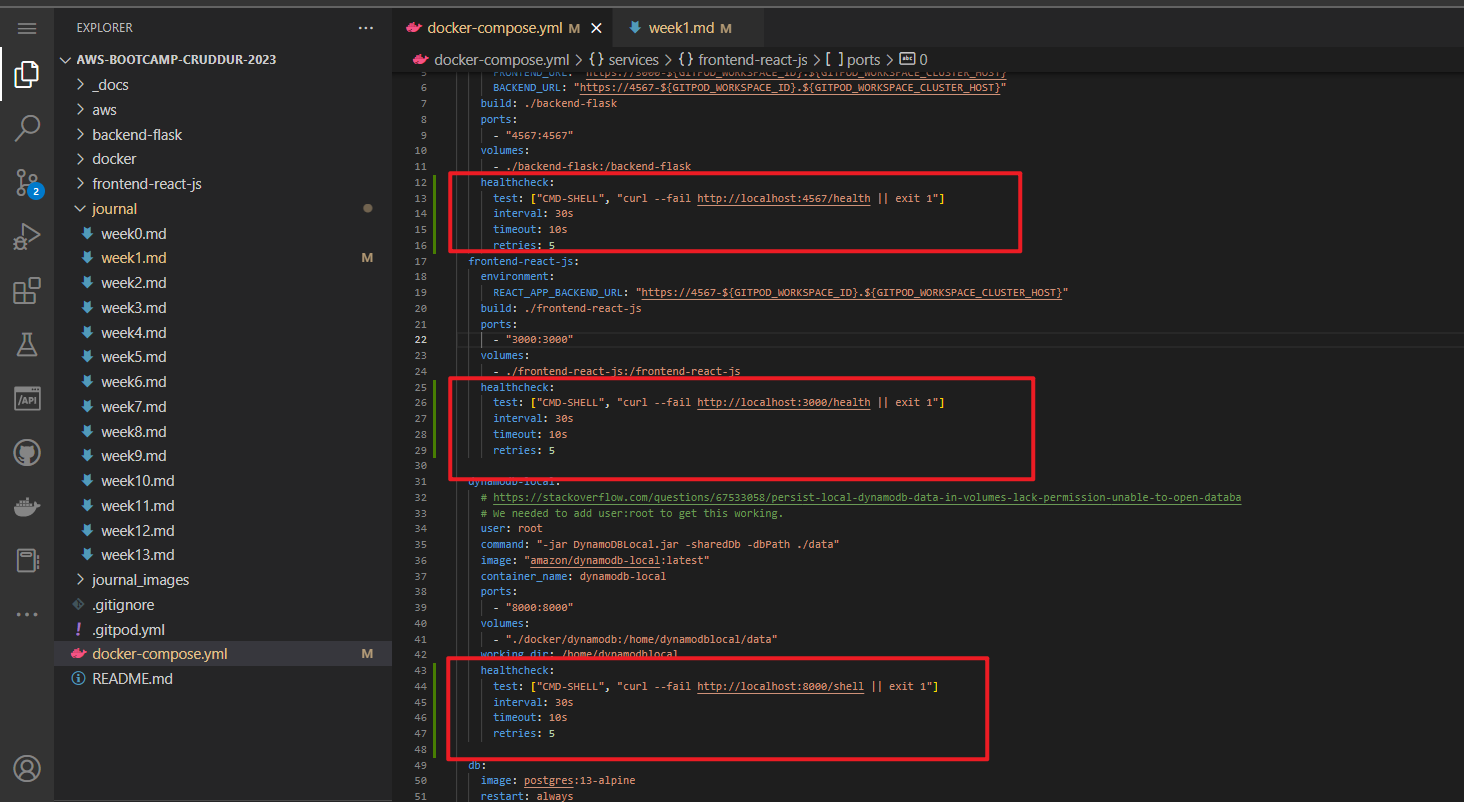 EXPLORER
AWS-BOOTCAMP-CRUDDUR-2023
_docs
aws
backend-flask
docker
frontend-react-js
journal
week0.md
week1.md M
week2.md
week3.md
week4.md
week5.md
week6.md
week7.md
week8.md
week9.md
week10.md
week11.md
week12.md
week13.md
journal_images
.gitignore
.gitpod.yml
docker-compose.yml M
README.md
2
docker-compose.yml M
week1.md M
docker-compose.yml > {} services > {} frontend-react-js > [ ] ports > abc 0
5 FRONTEND_URL: "https://3000-${GITPOD_WORKSPACE_ID}.${GITPOD_WORKSPACE_CLUSTER_HOST}
6 BACKEND_URL: "https://4567-${GITPOD_WORKSPACE_ID}.${GITPOD_WORKSPACE_CLUSTER_HOST}"
7 build: ./backend-flask
8 ports:
9 - "4567:4567"
10 volumes:
11 - ./backend-flask:/backend-flask
12 healthcheck:
13 test: ["CMD-SHELL", "curl --fail http://localhost:4567/health || exit 1"]
14 interval: 30s
15 timeout: 10s
16 retries: 5
17 frontend-react-js:
18 environment:
19 REACT_APP_BACKEND_URL: "https://4567-${GITPOD_WORKSPACE_ID}.${GITPOD_WORKSPACE_CLUSTER_HOST}"
20 build: ./frontend-react-js
21 ports:
22 - "3000:3000"
23 volumes:
24 - ./frontend-react-js:/frontend-react-js
25 healthcheck:
26 test: ["CMD-SHELL", "curl --fail http://localhost:3000/health || exit 1"]
27 interval: 30s
28 timeout: 10s
29 retries: 5
30
31 dynamodb-local:
32 # https://stackoverflow.com/questions/67533058/persist-local-dynamodb-data-in-volumes-lack-permission-unable-to-open-databa
33 # We needed to add user:root to get this working.
34 user: root
35 command: "-jar DynamoDBLocal.jar -sharedDb -dbPath ./data"
36 image: "amazon/dynamodb-local:latest"
37 container_name: dynamodb-local
38 ports:
39 - "8000:8000"
40 volumes:
41 - "./docker/dynamodb:/home/dynamodblocal/data"
42 working_dir: /home/dynamodblocal
43 healthcheck:
44 test: ["CMD-SHELL", "curl --fail http://localhost:8000/shell || exit 1"]
45 interval: 30s
46 timeout: 10s
47 retries: 5
48
49 db:
50 image: postgres:13-alpine
51 restart: always